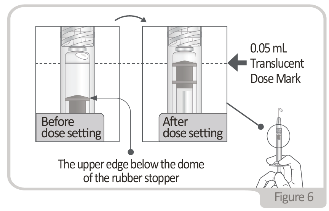 0.05 mL
Translucent
Dose Mark
Before
dose setting
After
dose setting
The upper edge below the dome
of the rubber stopper
Figure 6